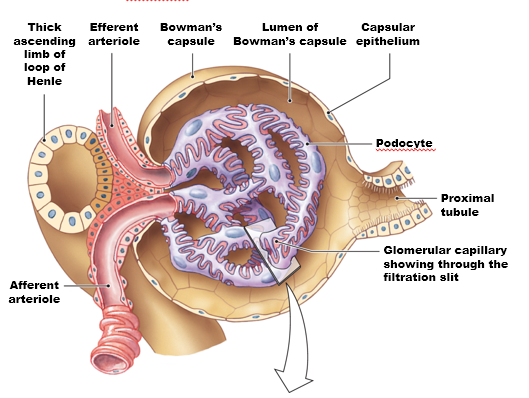 Thick
ascending
limb of
loop of
Henle
Efferent
arteriole
Bowman's
capsule
Lumen of
Bowman's capsule
Capsular
epithelium
Podocyte
Proximal
tubule
Glomerular capillary
showing through the
filtration slit
Afferent
arteriole